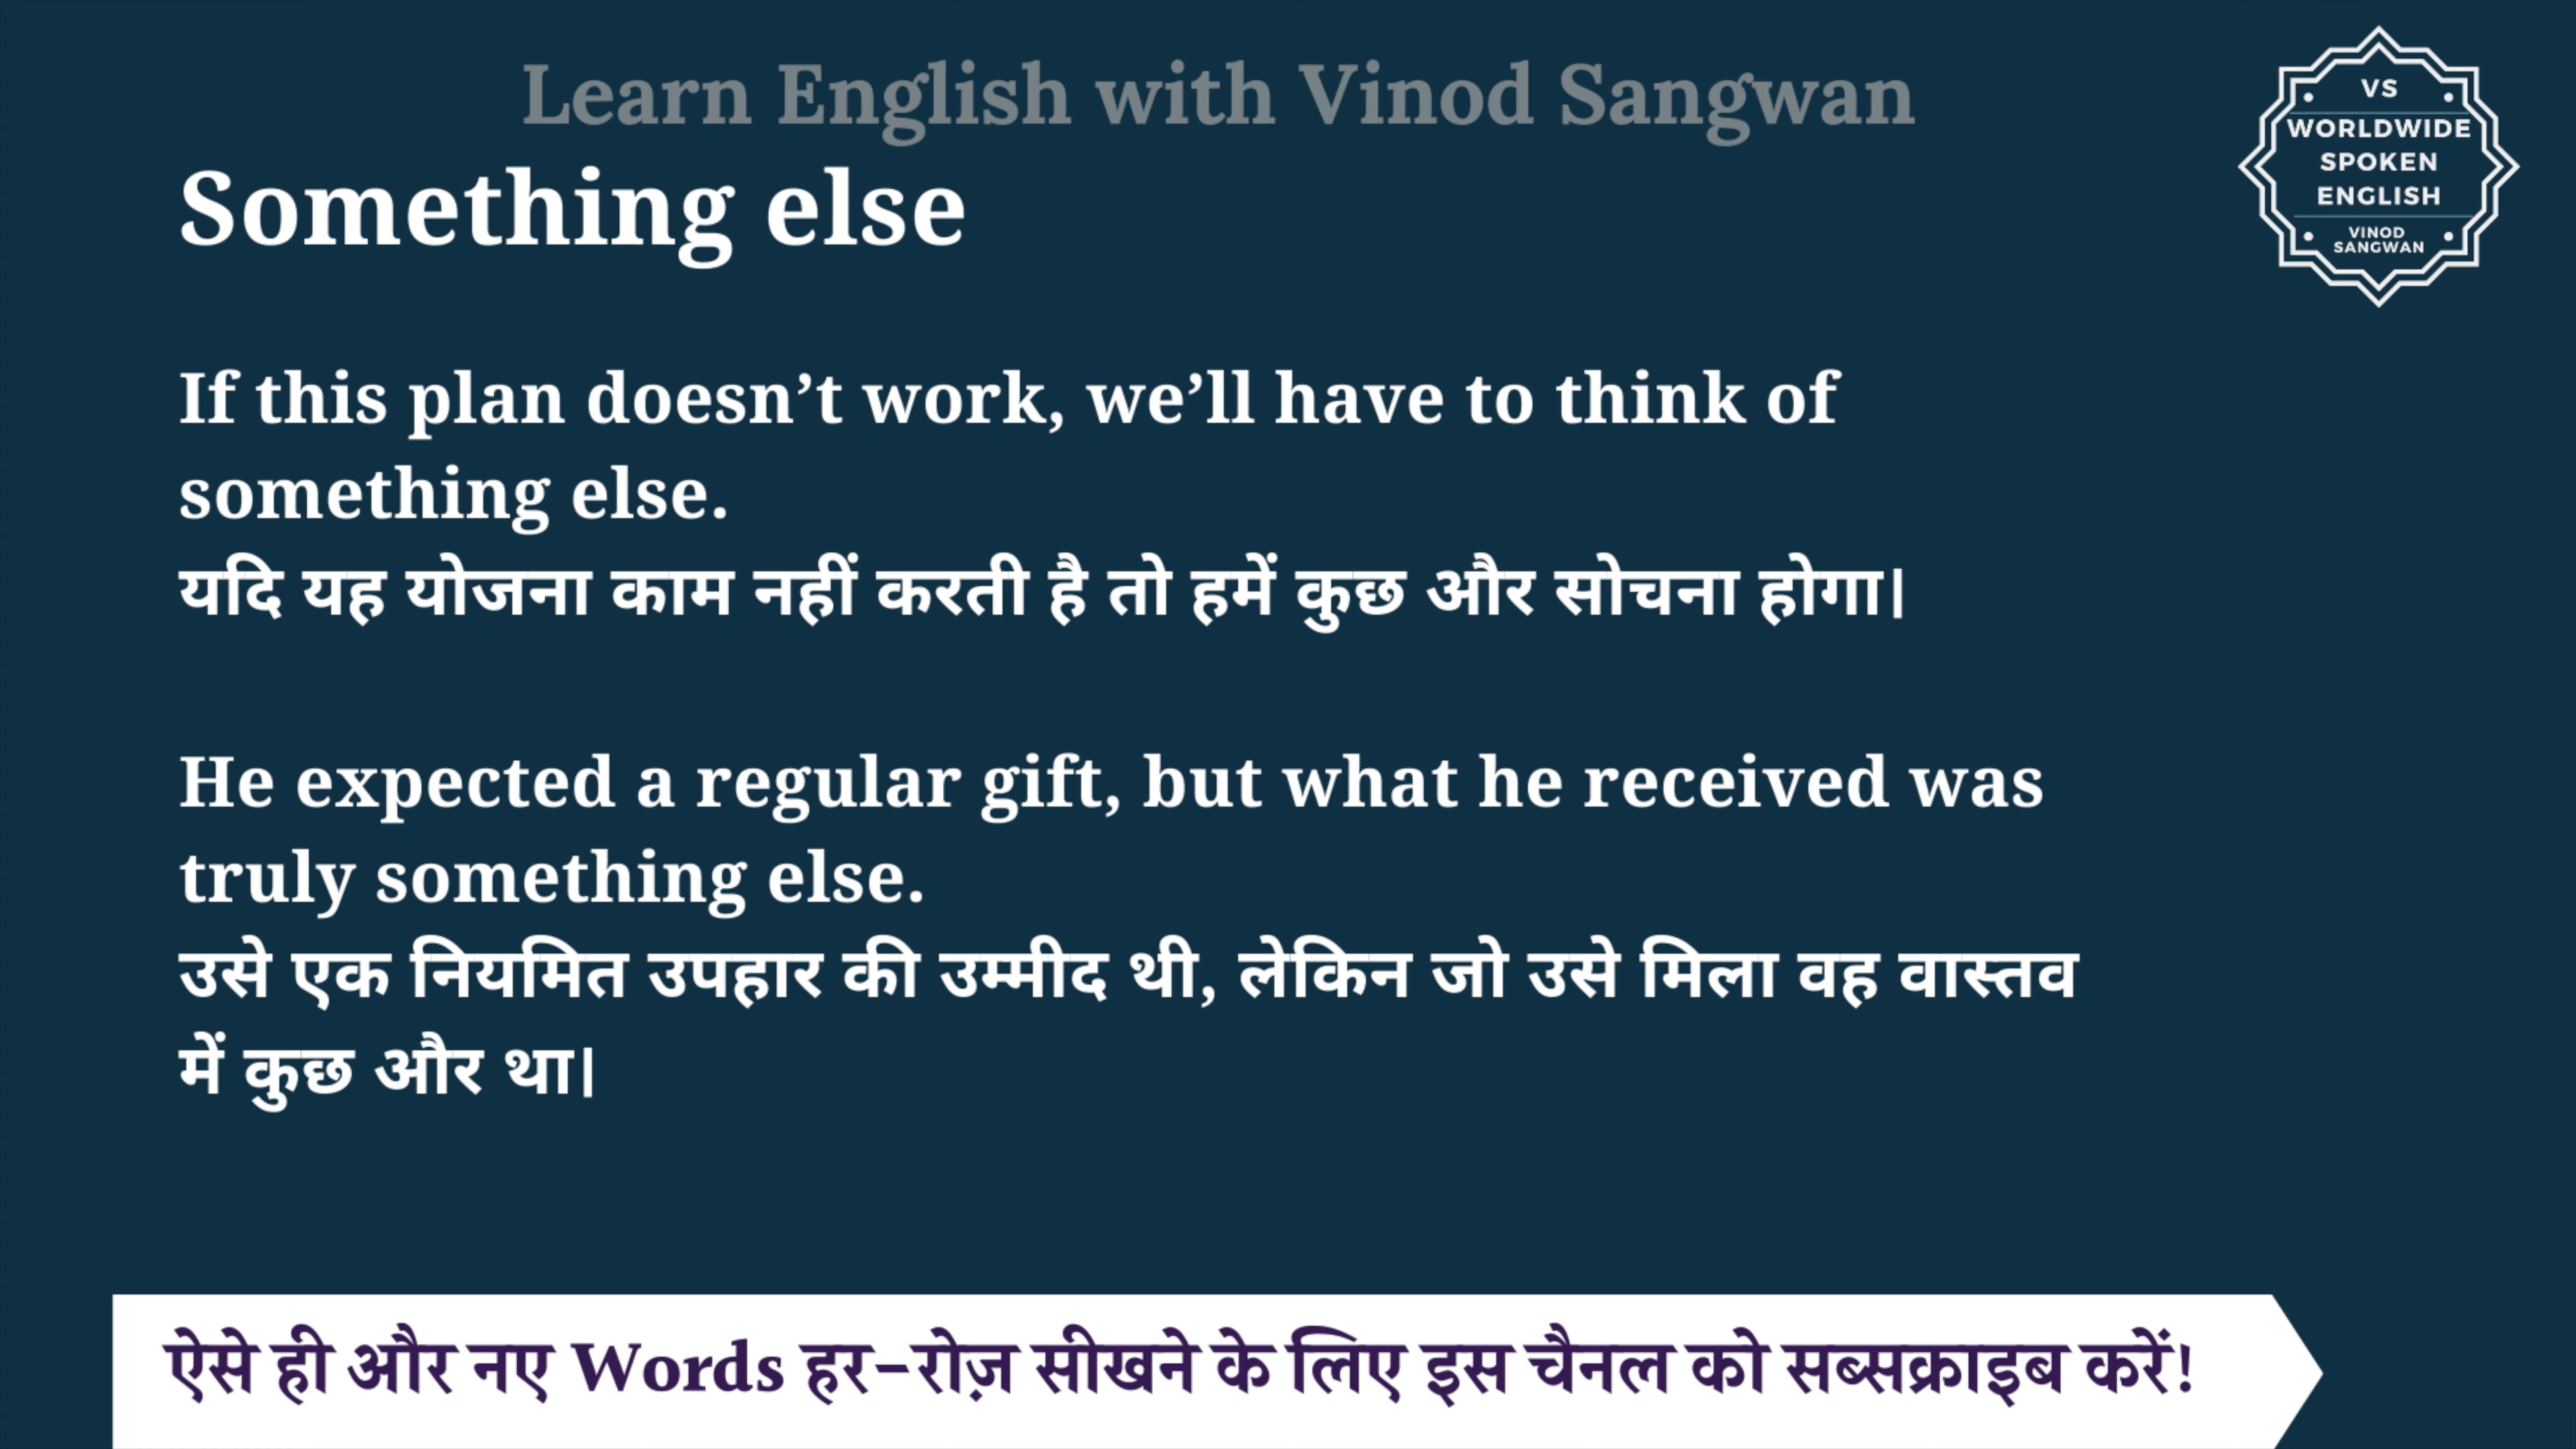 Learn English with Vinod Sangwan
VS
WORLDWIDE
SPOKEN
ENGLISH
VINOD
SANGWAN
Something else
If this plan doesn’t work, we’ll have to think of
something else.
यदि यह योजना काम नहीं करती है तो हमें कुछ और सोचना होगा।
He expected a regular gift, but what he received was
truly something else.
उसे एक नियमित उपहार की उम्मीद थी, लेकिन जो उसे मिला वह वास्तव
में कुछ और था।
ऐसे ही और नए Words हर-रोज़ सीखने के लिए इस चैनल को सब्सक्राइब करें!